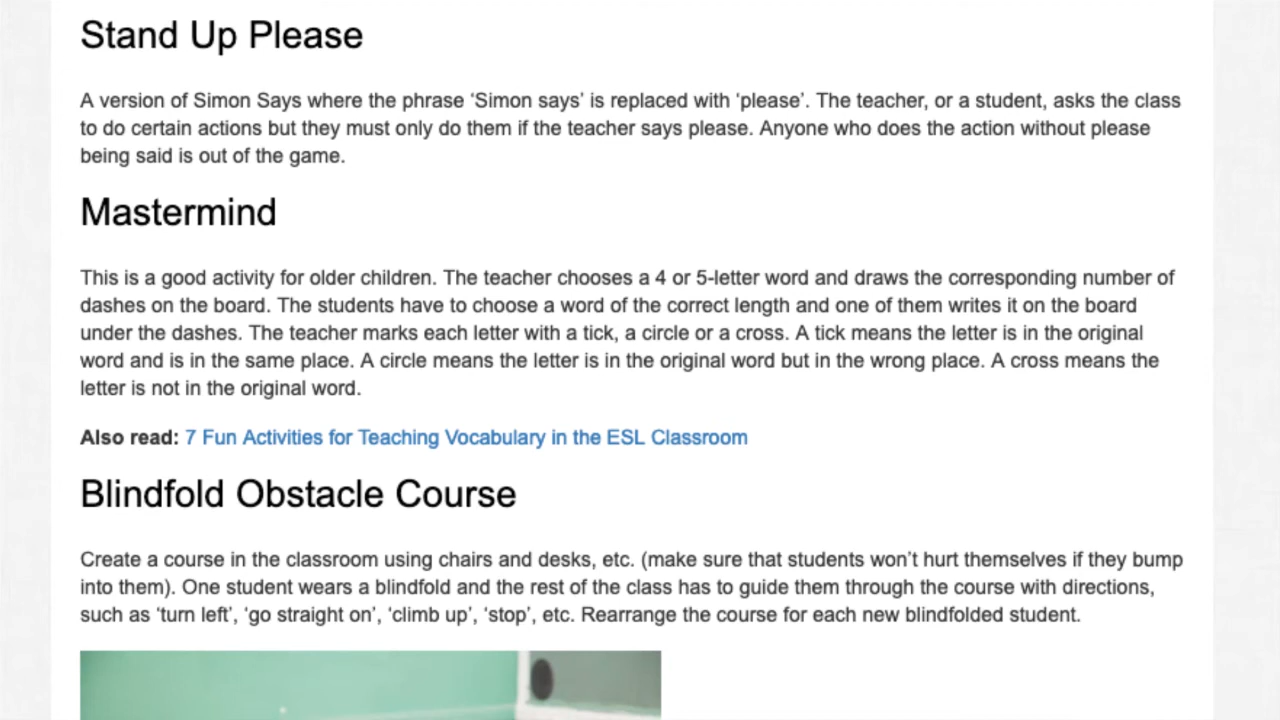 Stand Up Please
A version of Simon Says where the phrase ‘Simon says’ is replaced with ‘please’. The teacher, or a student, asks the class
to do certain actions but they must only do them if the teacher says please. Anyone who does the action without please
being said is out of the game.
Mastermind
This is a good activity for older children. The teacher chooses a 4 or 5-letter word and draws the corresponding number of
dashes on the board. The students have to choose a word of the correct length and one of them writes it on the board
under the dashes. The teacher marks each letter with a tick, a circle or a cross. A tick means the letter is in the original
word and is in the same place. A circle means the letter is in the original word but in the wrong place. A cross means the
letter is not in the original word.
Also read: 7 Fun Activities for Teaching Vocabulary in the ESL Classroom
Blindfold Obstacle Course
Create a course in the classroom using chairs and desks, etc. (make sure that students won’t hurt themselves if they bump
into them). One student wears a blindfold and the rest of the class has to guide them through the course with directions,
such as ‘turn left’, ‘go straight on’, ‘climb up’, ‘stop’, etc. Rearrange the course for each new blindfolded student.